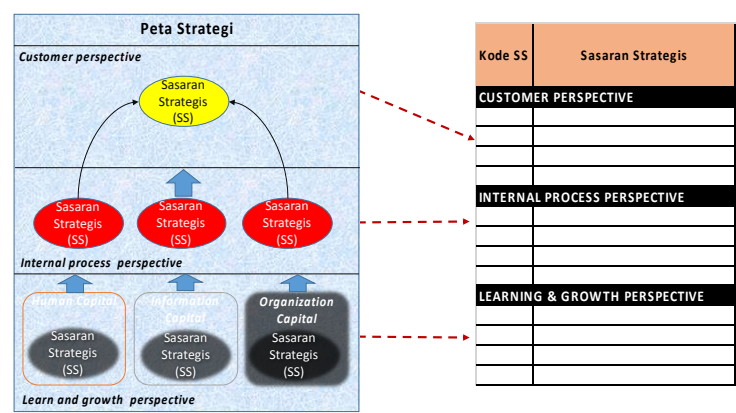 Peta Strategi
Customer perspective
Sasaran
Strategis
(SS)
Sasaran
Strategis
(SS)
Sasaran
Strategis
(SS)
Sasaran
Strategis
(SS)
Internal process perspective
Human Capital
Information
Capital
Organization
Capital
Sasaran
Strategis
(SS)
Sasaran
Strategis
(SS)
Sasaran
Strategis
(SS)
Learn and growth perspective
Kode SS
Sasaran Strategis
CUSTOMER PERSPECTIVE
INTERNAL PROCESS PERSPECTIVE
LEARNING & GROWTH PERSPECTIVE